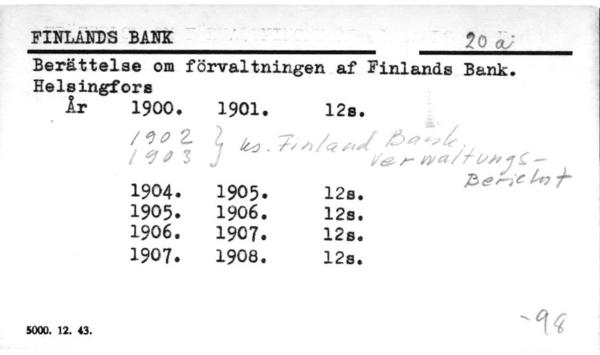 FINLANDS BANK 20 a
Berättelse om förvaltningen af Finlands Bank.
Helsingfors
År 1900. 1901. 12s.
1902 } ks. Finland Bank
1903 Verwaltungs-
Bericht
1904. 1905. 12s.
1905. 1906. 12s.
1906. 1907. 12s.
1907. 1908. 12s.
-98
5000. 12. 43.